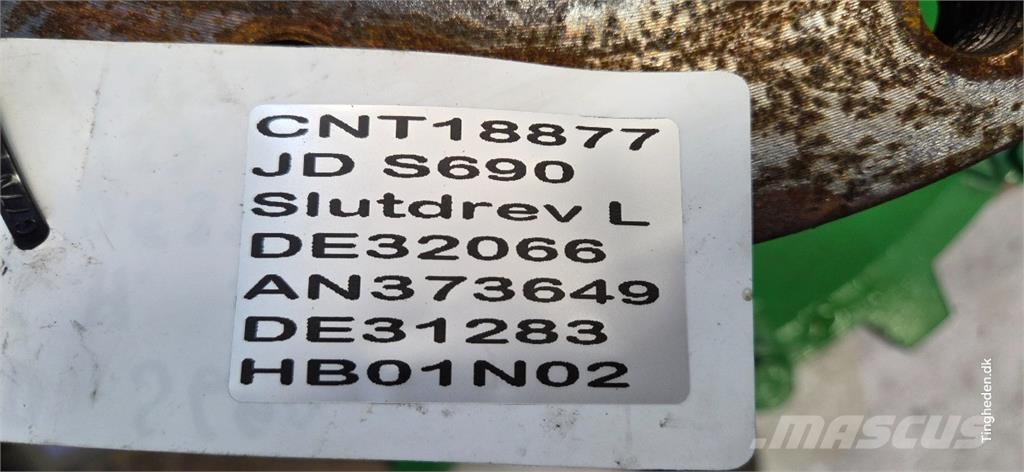 CNT18877
JD S690
Slutdrev L
DE32066
AN373649
DE31283
HB01N02
Tingheden.dk
MASCUS